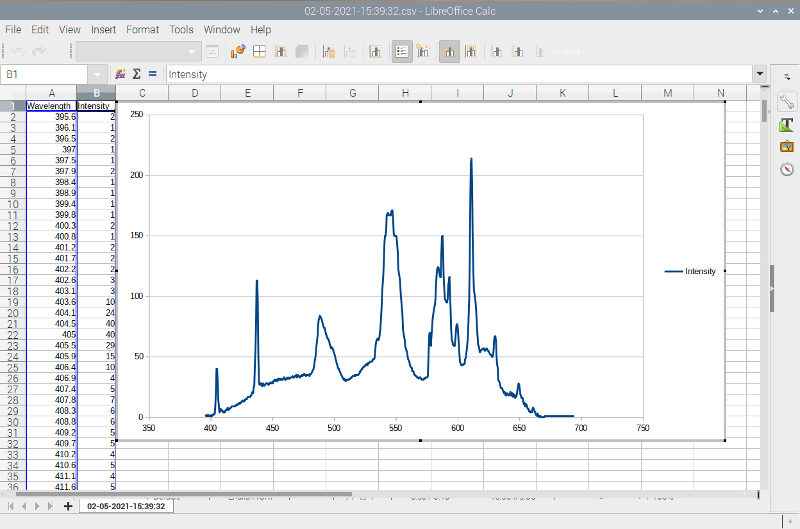 02-05-2021-15:39:32.csv - LibreOffice Calc
File Edit View Insert Format Tools Window Help
B1 Intensity
A B C D E F G H I J K L M N
1 Wavelength Intensity
2 395.6 2
3 396.1 1
4 396.5 2
5 397 1
6 397.5 1
7 397.9 2
8 398.4 1
9 398.9 1
10 399.4 1
11 399.8 1
12 400.3 2
13 400.8 1
14 401.2 2
15 401.7 2
16 402.2 2
17 402.6 3
18 403.1 3
19 403.6 10
20 404.1 24
21 404.5 40
22 405 40
23 405.5 29
24 405.9 15
25 406.4 10
26 406.9 4
27 407.4 5
28 407.8 7
29 408.3 6
30 408.8 6
31 409.2 5
32 409.7 5
33 410.2 4
34 410.6 5
35 411.1 4
36 411.6 5
250
200
150
100
50
0
350 400 450 500 550 600 650 700 750
Intensity
02-05-2021-15:39:32